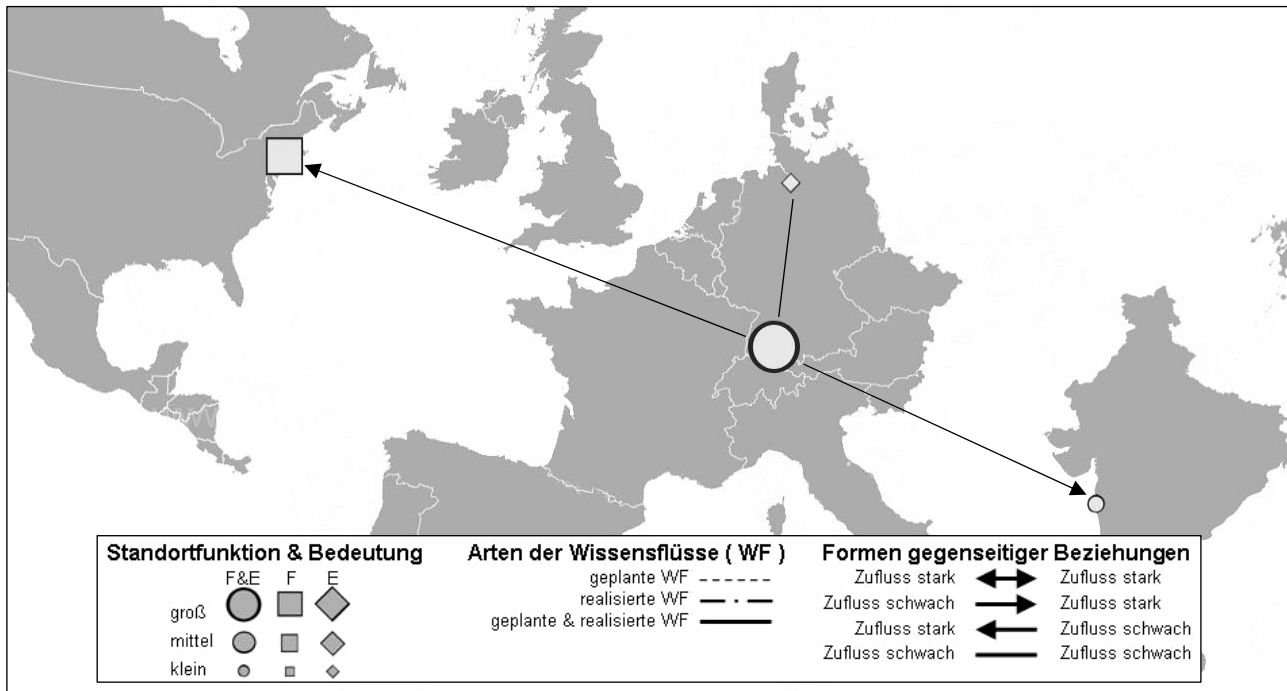 Standortfunktion & Bedeutung
F&E F E
groß
mittel
klein
Arten der Wissensflüsse ( WF )
geplante WF
realisierte WF
geplante & realisierte WF
Formen gegenseitiger Beziehungen
Zufluss stark Zufluss stark
Zufluss schwach Zufluss stark
Zufluss stark Zufluss schwach
Zufluss schwach Zufluss schwach